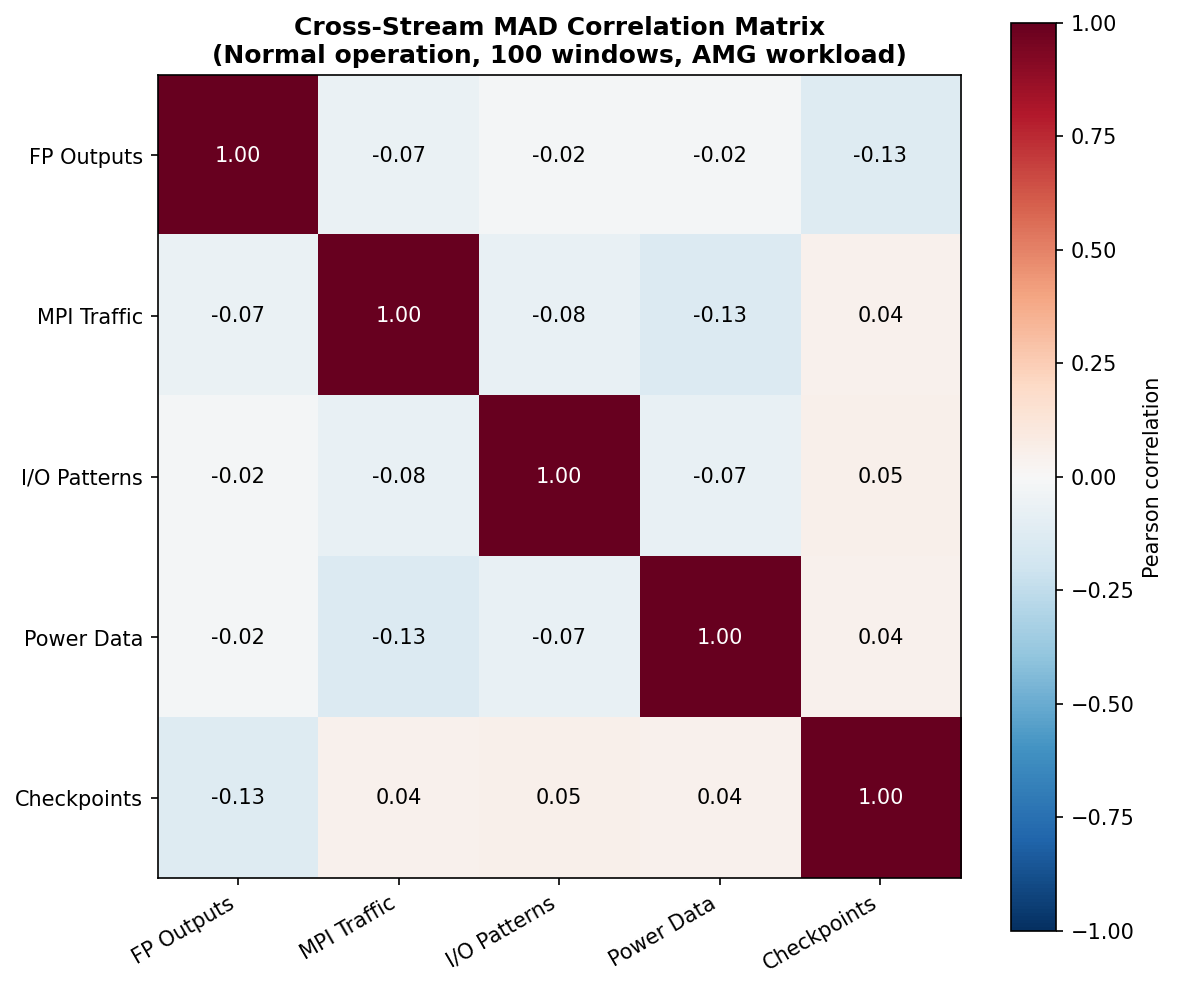 Cross-Stream MAD Correlation Matrix
(Normal operation, 100 windows, AMG workload)
FP Outputs 1.00 -0.07 -0.02 -0.02 -0.13
MPI Traffic -0.07 1.00 -0.08 -0.13 0.04
I/O Patterns -0.02 -0.08 1.00 -0.07 0.05
Power Data -0.02 -0.13 -0.07 1.00 0.04
Checkpoints -0.13 0.04 0.05 0.04 1.00
FP Outputs MPI Traffic I/O Patterns Power Data Checkpoints
1.00
0.75
0.50
0.25
0.00
−0.25
−0.50
−0.75
−1.00
Pearson correlation